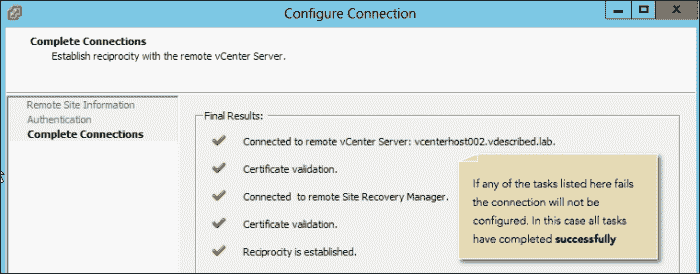 Configure Connection
Complete Connections
Establish reciprocity with the remote vCenter Server.
Remote Site Information
Authentication
Complete Connections
Final Results:
Connected to remote vCenter Server: vcenterhost002.vdescribed.lab.
Certificate validation.
Connected to remote Site Recovery Manager.
Certificate validation.
Reciprocity is established.
If any of the tasks listed here fails
the connection will not be
configured. In this case all tasks
have completed successfully